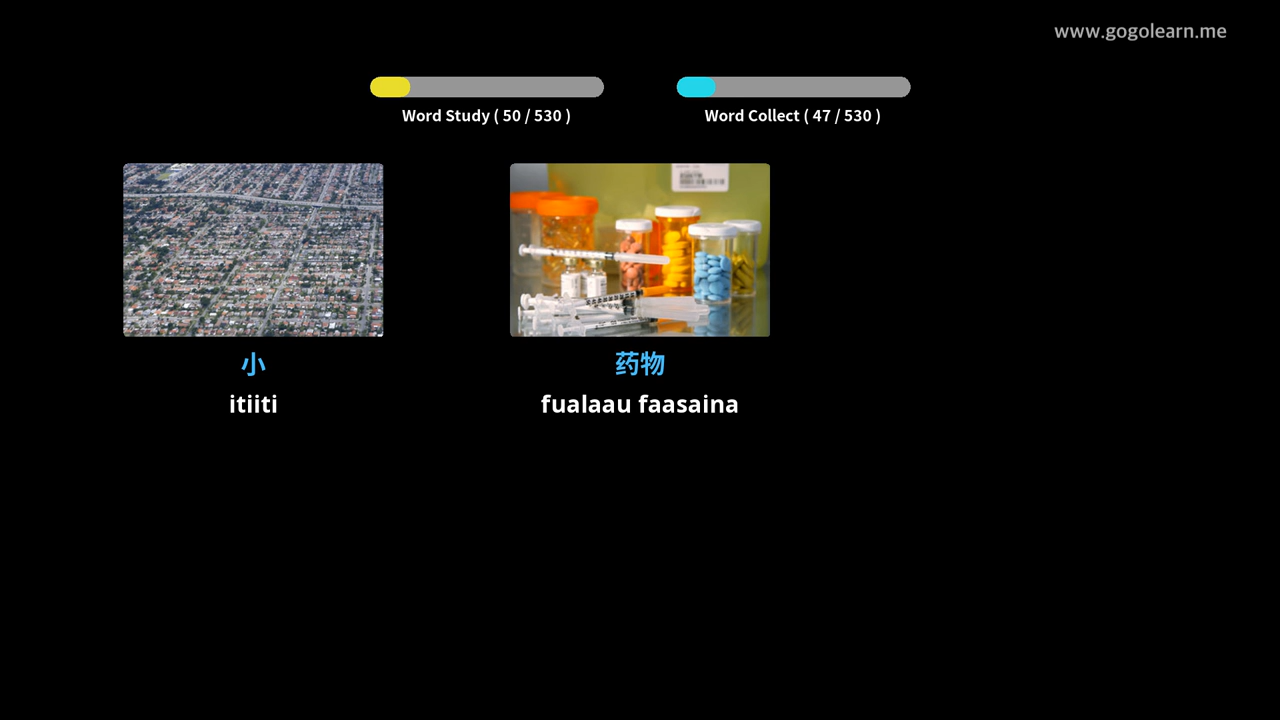 www.gogolearn.me
Word Study ( 50 / 530 )
Word Collect ( 47 / 530 )
小
itiiti
药物
fualaau faasaina